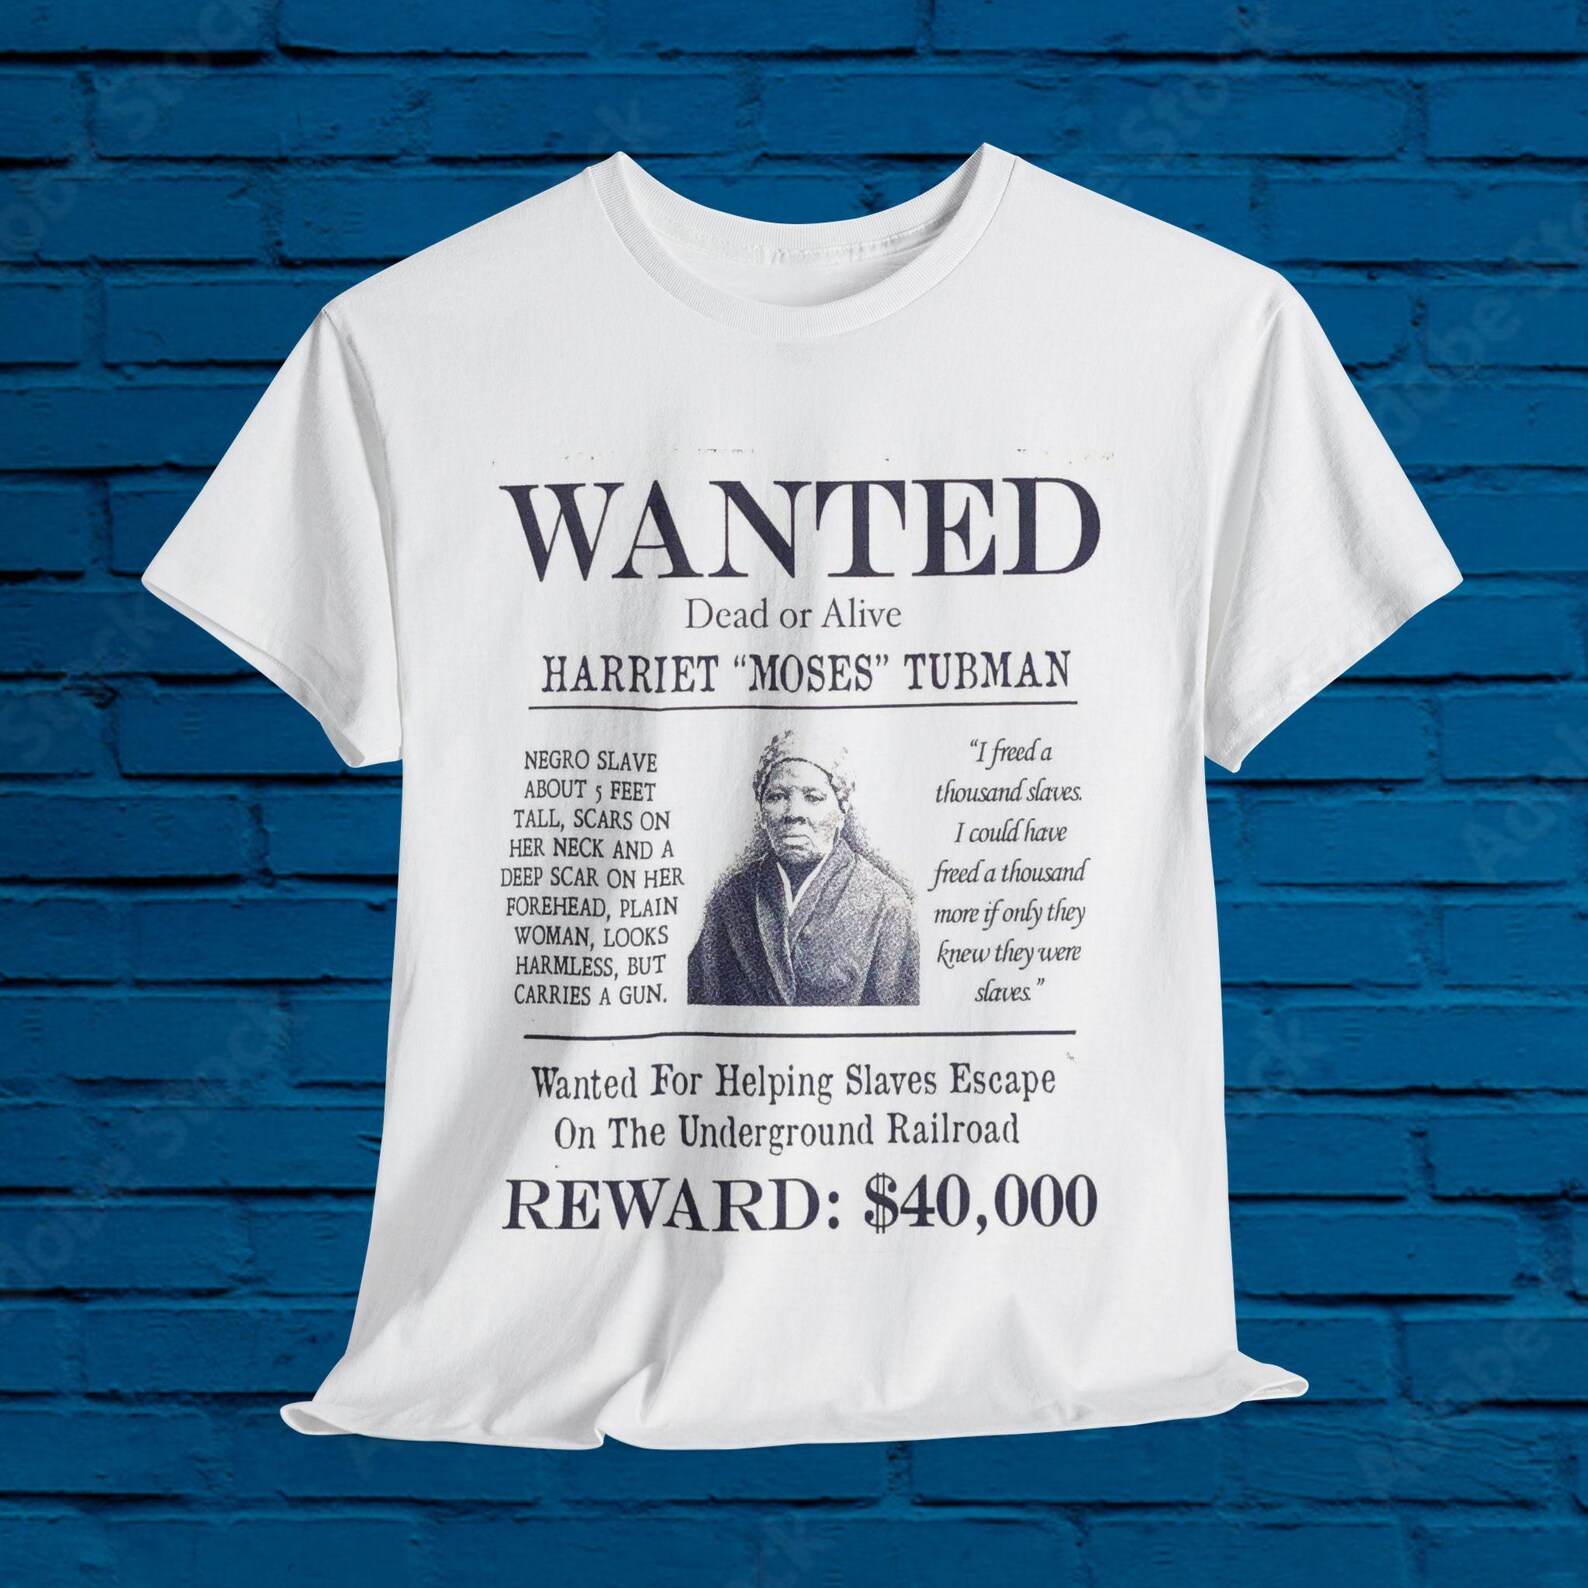 WANTED
Dead or Alive
HARRIET “MOSES” TUBMAN
NEGRO SLAVE
ABOUT 5 FEET
TALL, SCARS ON
HER NECK AND A
DEEP SCAR ON HER
FOREHEAD, PLAIN
WOMAN, LOOKS
HARMLESS, BUT
CARRIES A GUN.
“I freed a
thousand slaves.
I could have
freed a thousand
more if only they
knew they were
slaves.”
Wanted For Helping Slaves Escape
On The Underground Railroad
REWARD: $40,000
Adobe Stock